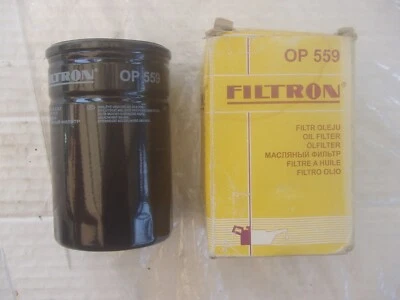 FILTRON OP 559
OP 559
FILTRON
FILTR OLEJU
OIL FILTER
ÖLFILTER
МАСЛЯНЫЙ ФИЛЬТР
FILTRE A HUILE
FILTRO OLIO